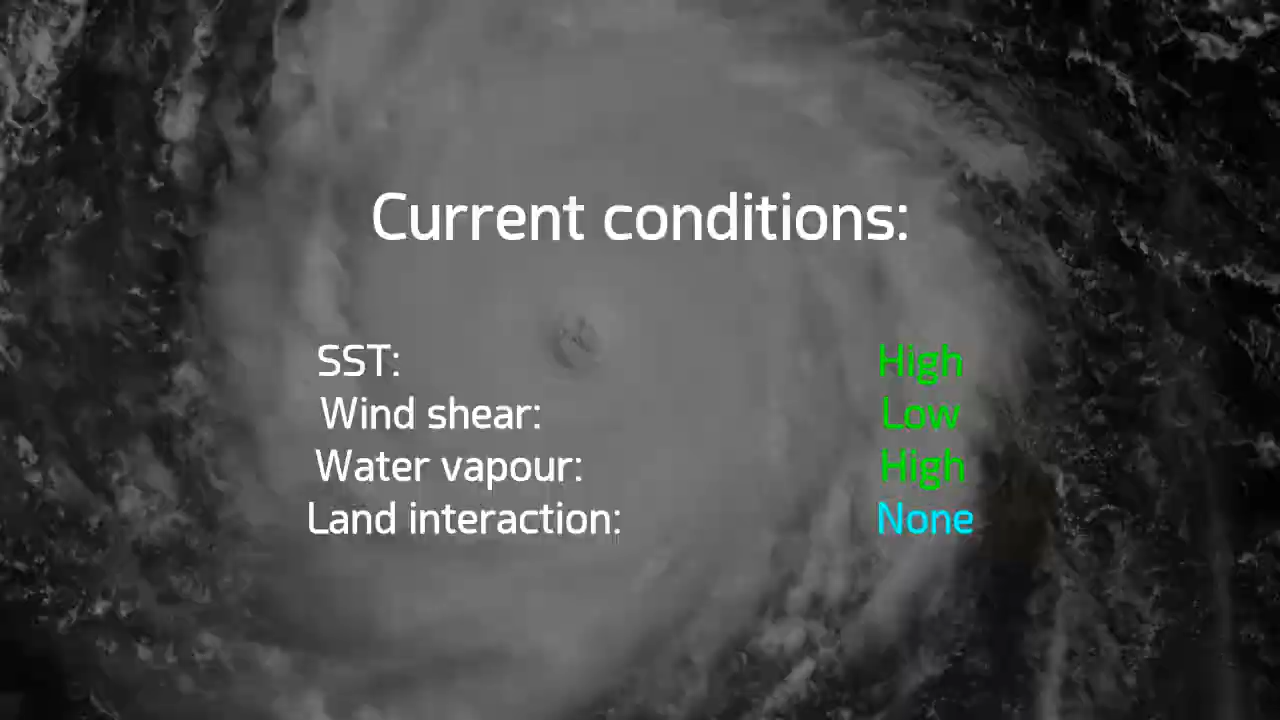 Current conditions:
SST: High
Wind shear: Low
Water vapour: High
Land interaction: None